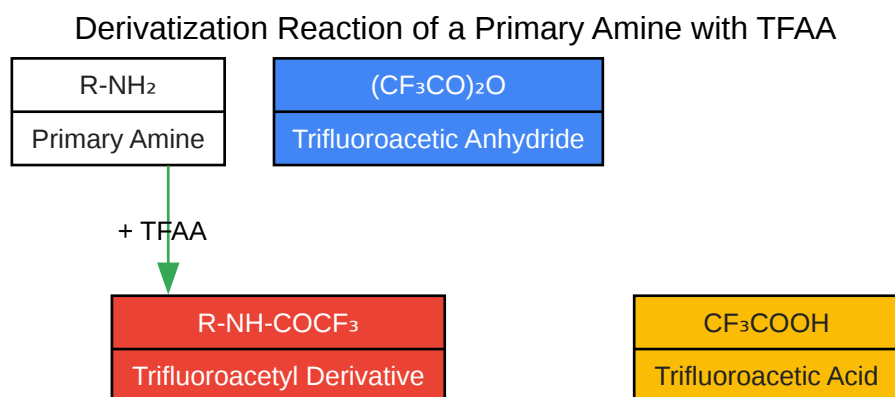 Derivatization Reaction of a Primary Amine with TFAA
R-NH₂
(CF₃CO)₂O
Primary Amine
Trifluoroacetic Anhydride
+ TFAA
R-NH-COCF₃
CF₃COOH
Trifluoroacetyl Derivative
Trifluoroacetic Acid